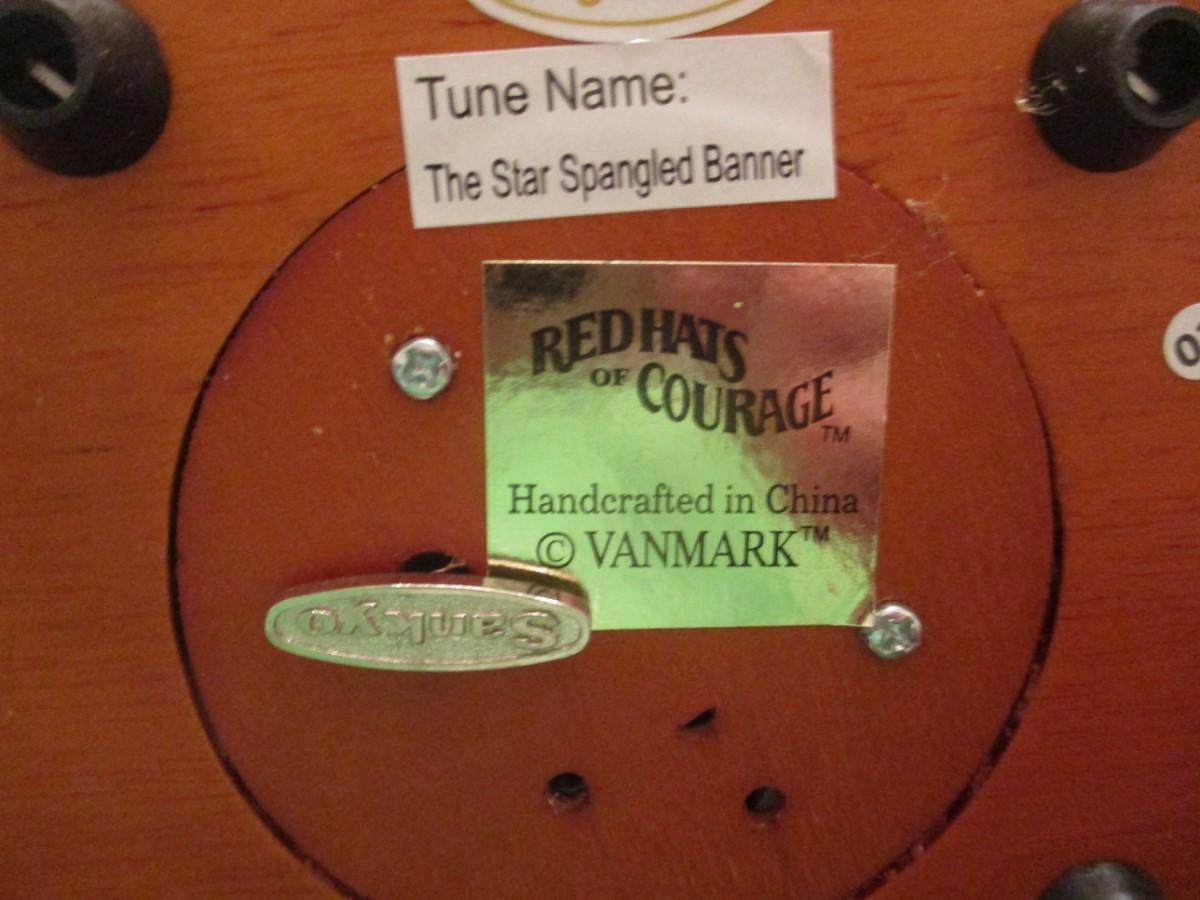 Tune Name:
The Star Spangled Banner
RED HATS
OF COURAGE TM
Handcrafted in China
© VANMARK™
Sankyo